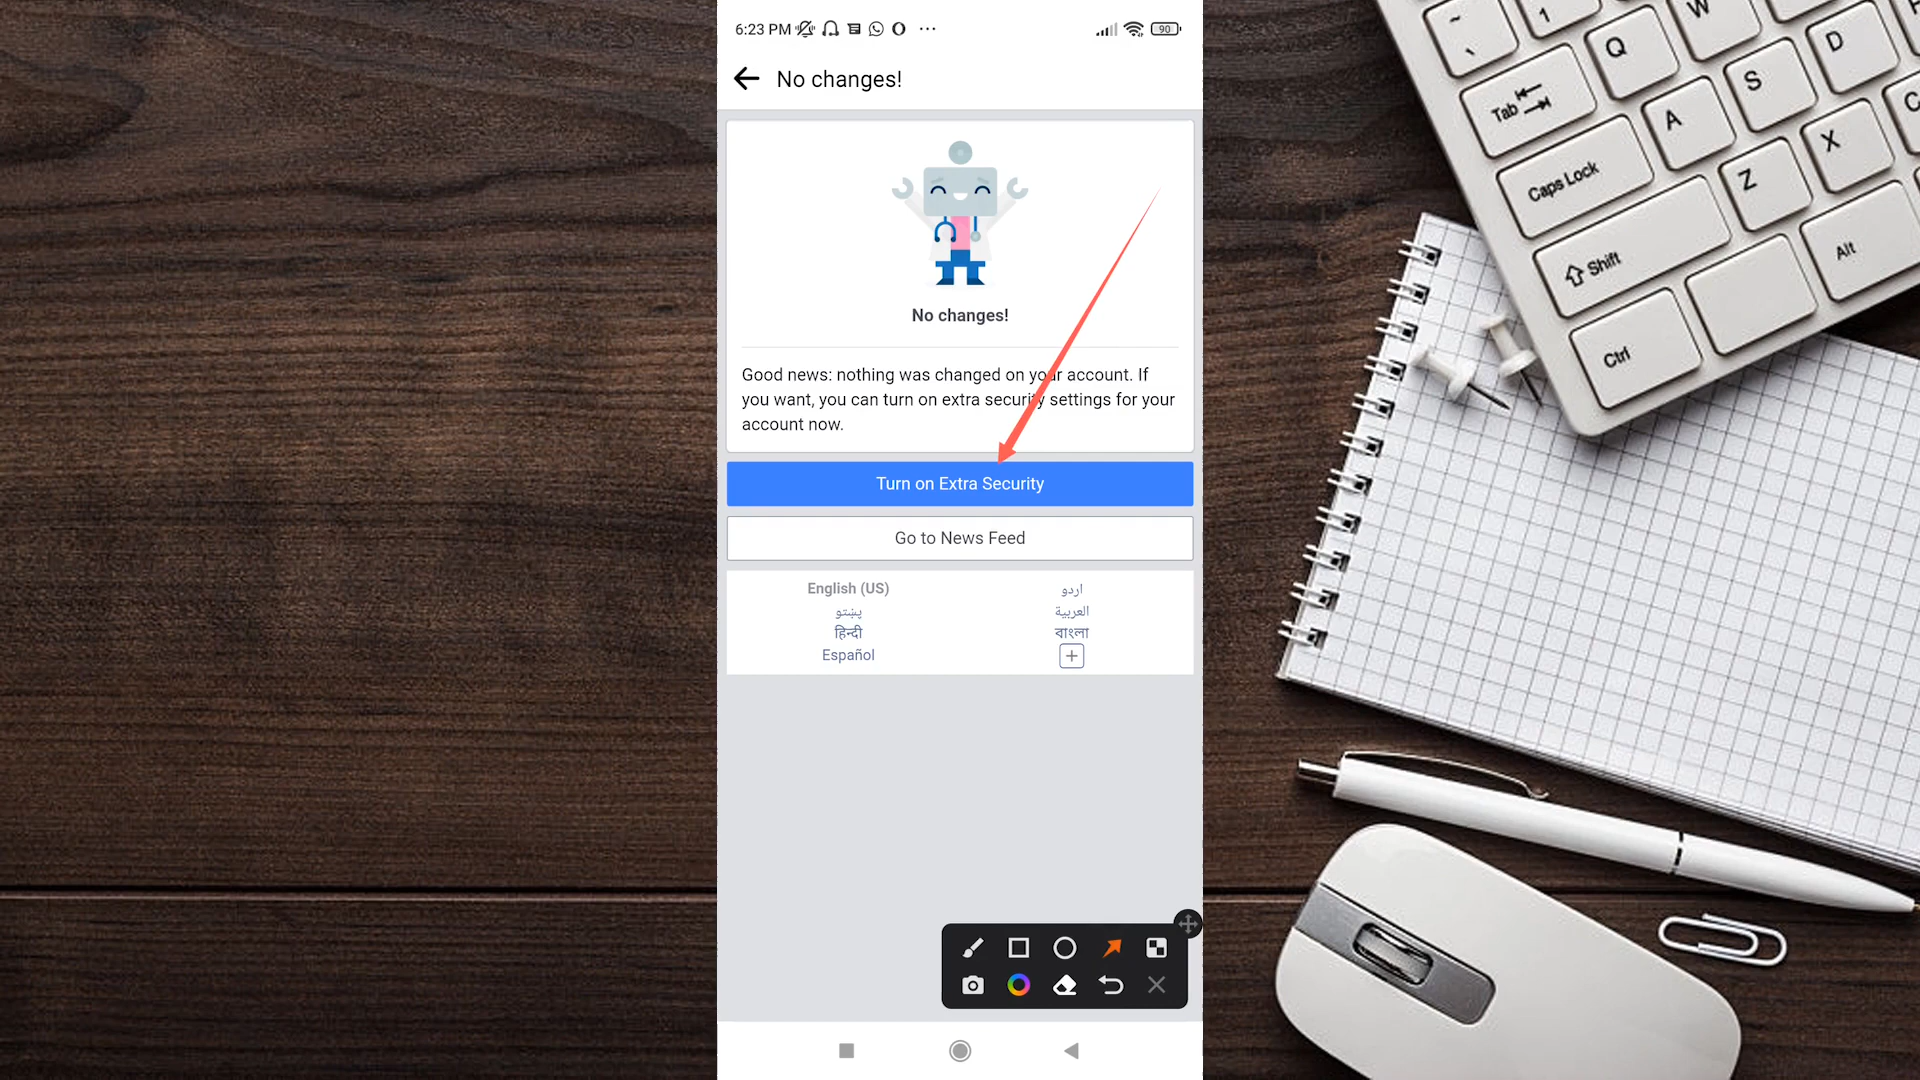 6:23 PM
90
No changes!
No changes!
Good news: nothing was changed on your account. If
you want, you can turn on extra security settings for your
account now.
Turn on Extra Security
Go to News Feed
English (US)
اردو
پښتو
العربية
हिन्दी
বাংলা
Español
~
`
1
Tab
Q
W
Caps Lock
A
S
D
Shift
Z
X
C
Ctrl
Alt